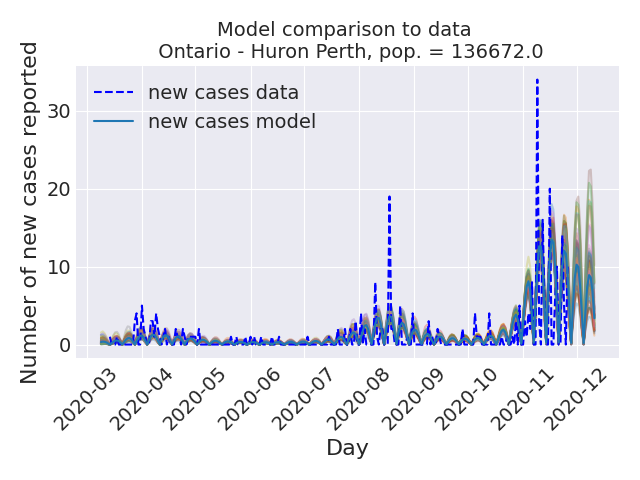 Model comparison to data
Ontario - Huron Perth, pop. = 136672.0
Number of new cases reported
30
20
10
0
new cases data
new cases model
2020-03
2020-04
2020-05
2020-06
2020-07
2020-08
2020-09
2020-10
2020-11
2020-12
Day